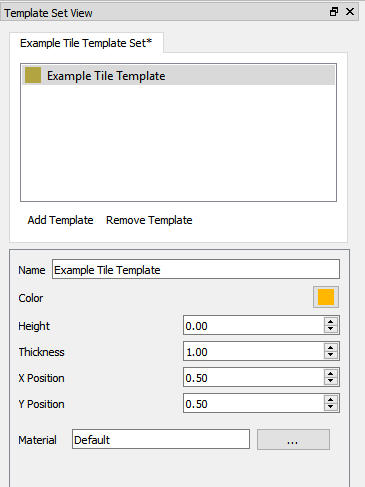 Template Set View
Example Tile Template Set*
Example Tile Template
Add Template Remove Template
Name Example Tile Template
Color
Height 0.00
Thickness 1.00
X Position 0.50
Y Position 0.50
Material Default ...